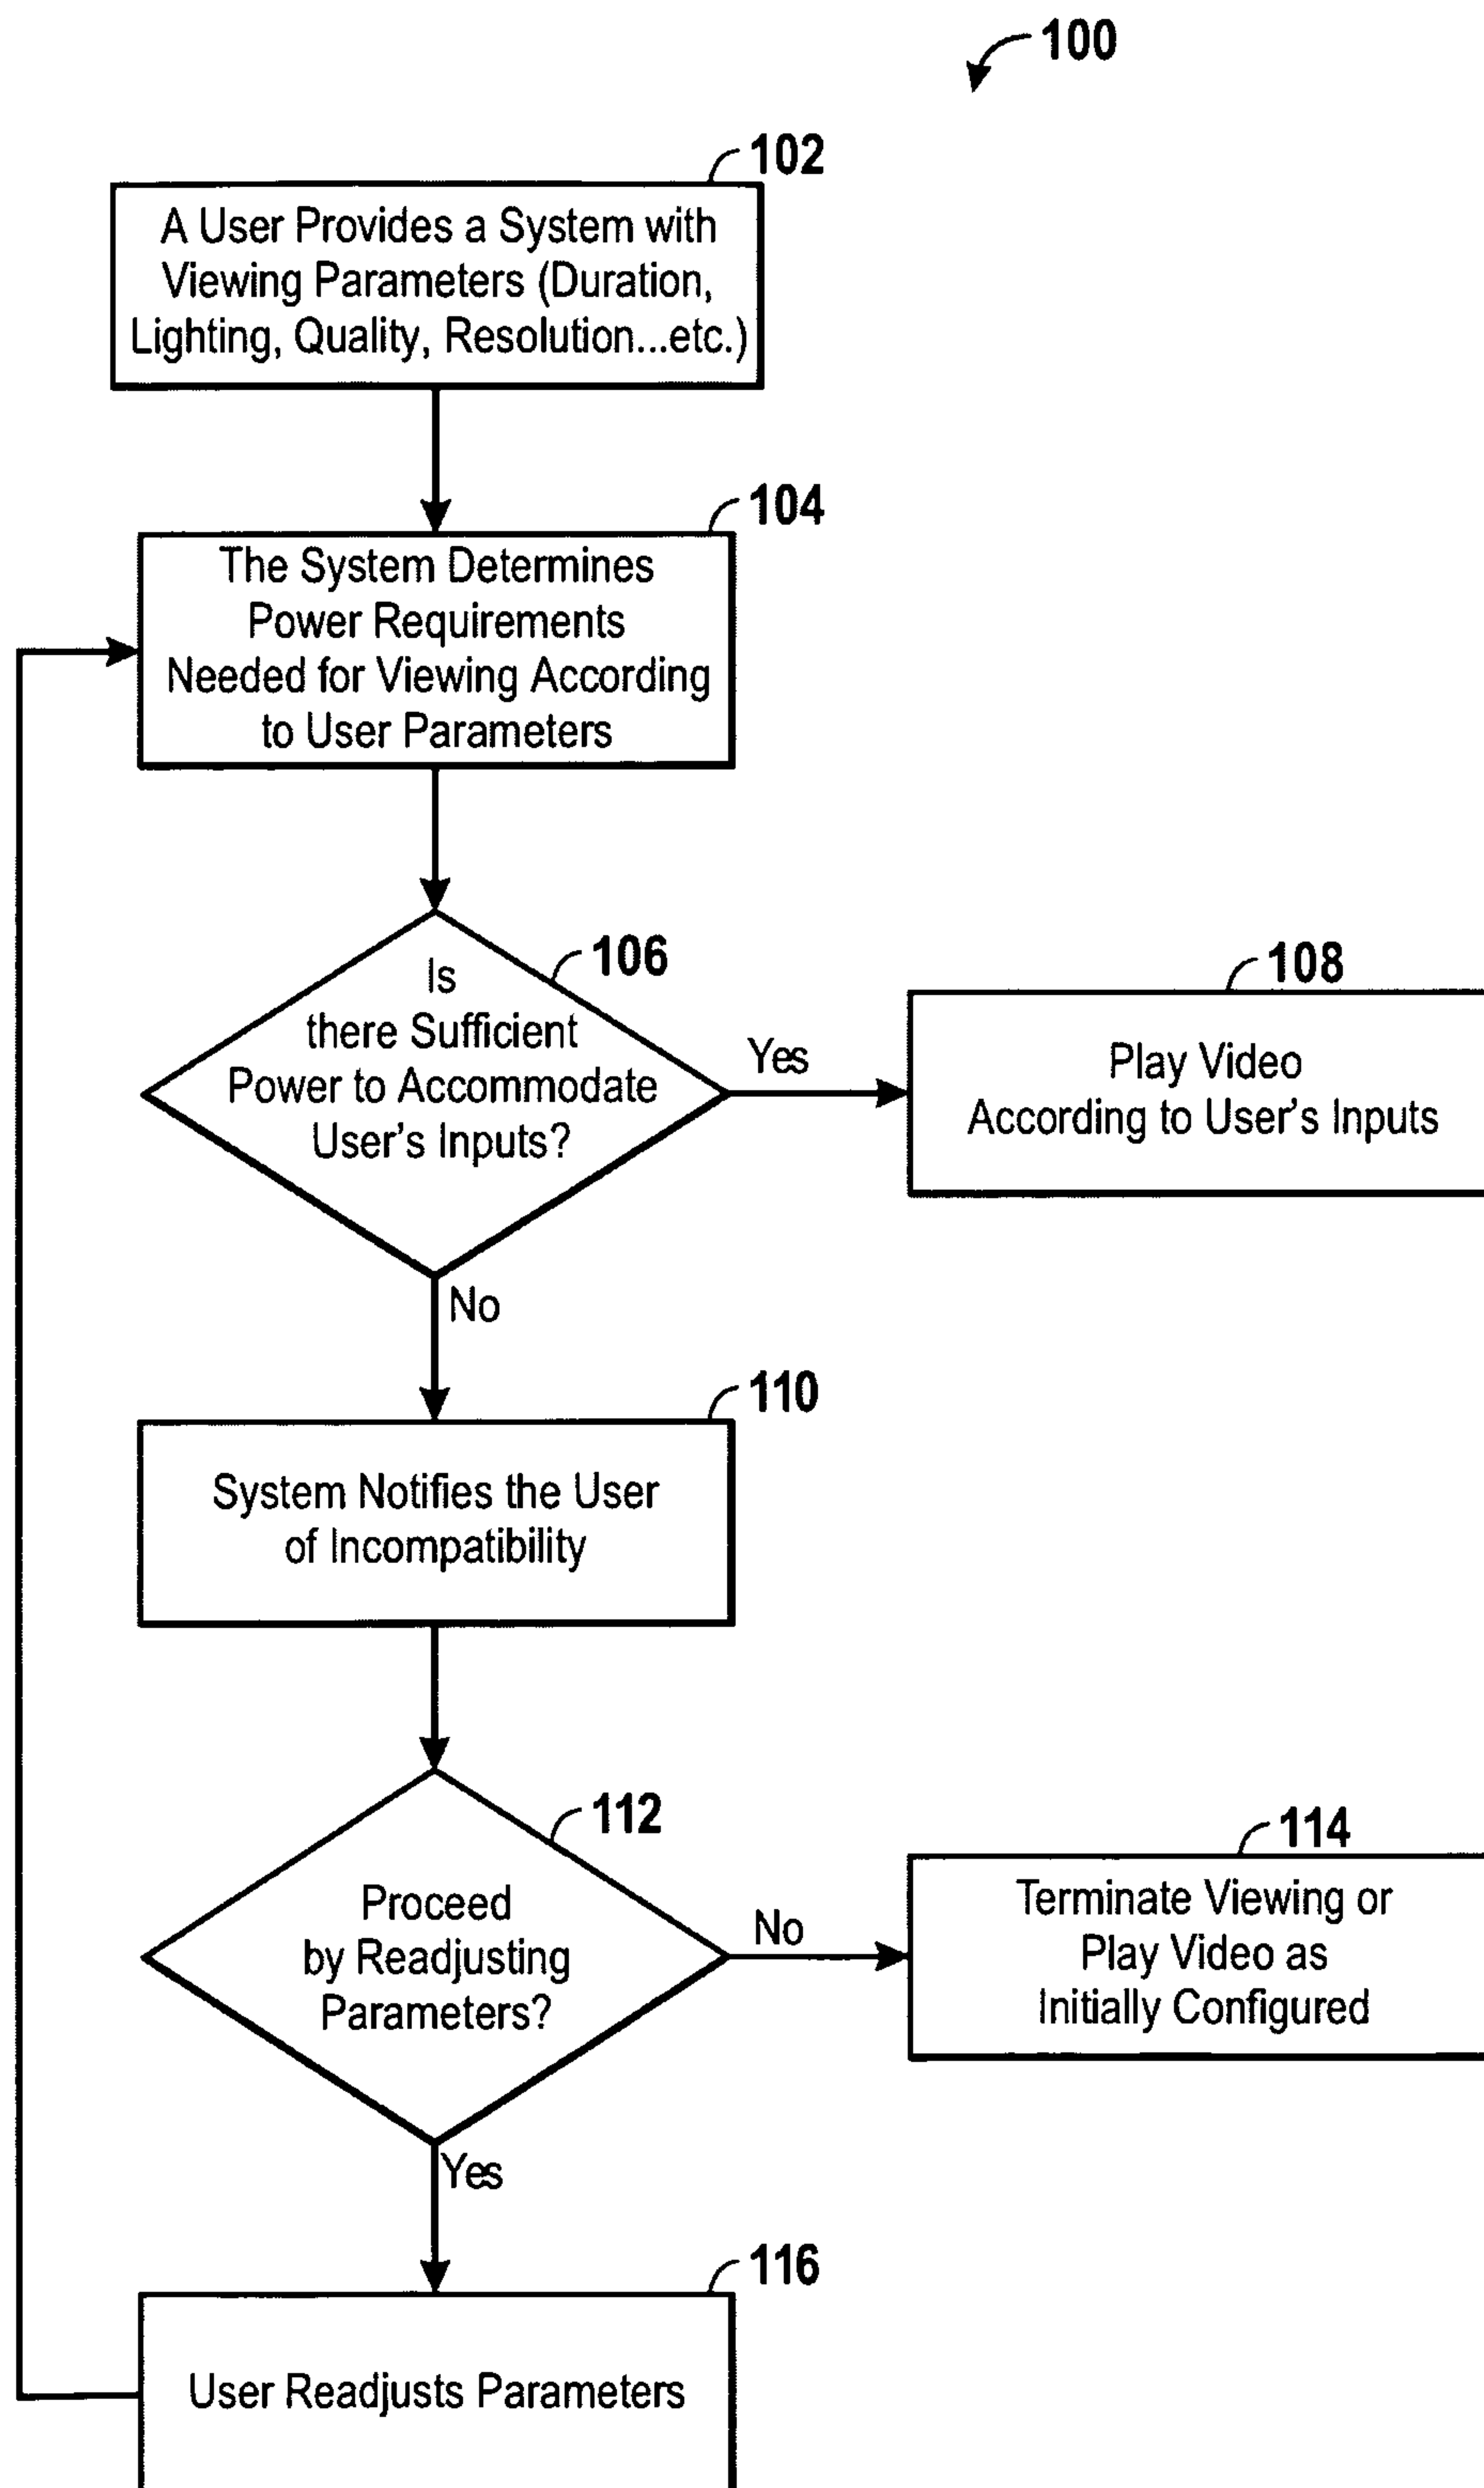 100
102
A User Provides a System with
Viewing Parameters (Duration,
Lighting, Quality, Resolution...etc.)
104
The System Determines
Power Requirements
Needed for Viewing According
to User Parameters
106
Is
there Sufficient
Power to Accommodate
User's Inputs?
Yes
108
Play Video
According to User's Inputs
No
110
System Notifies the User
of Incompatibility
112
Proceed
by Readjusting
Parameters?
No
114
Terminate Viewing or
Play Video as
Initially Configured
Yes
116
User Readjusts Parameters